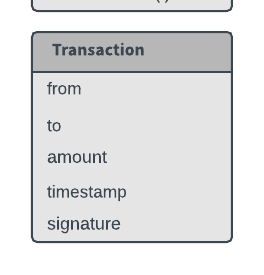 Transaction
from
to
amount
timestamp
signature